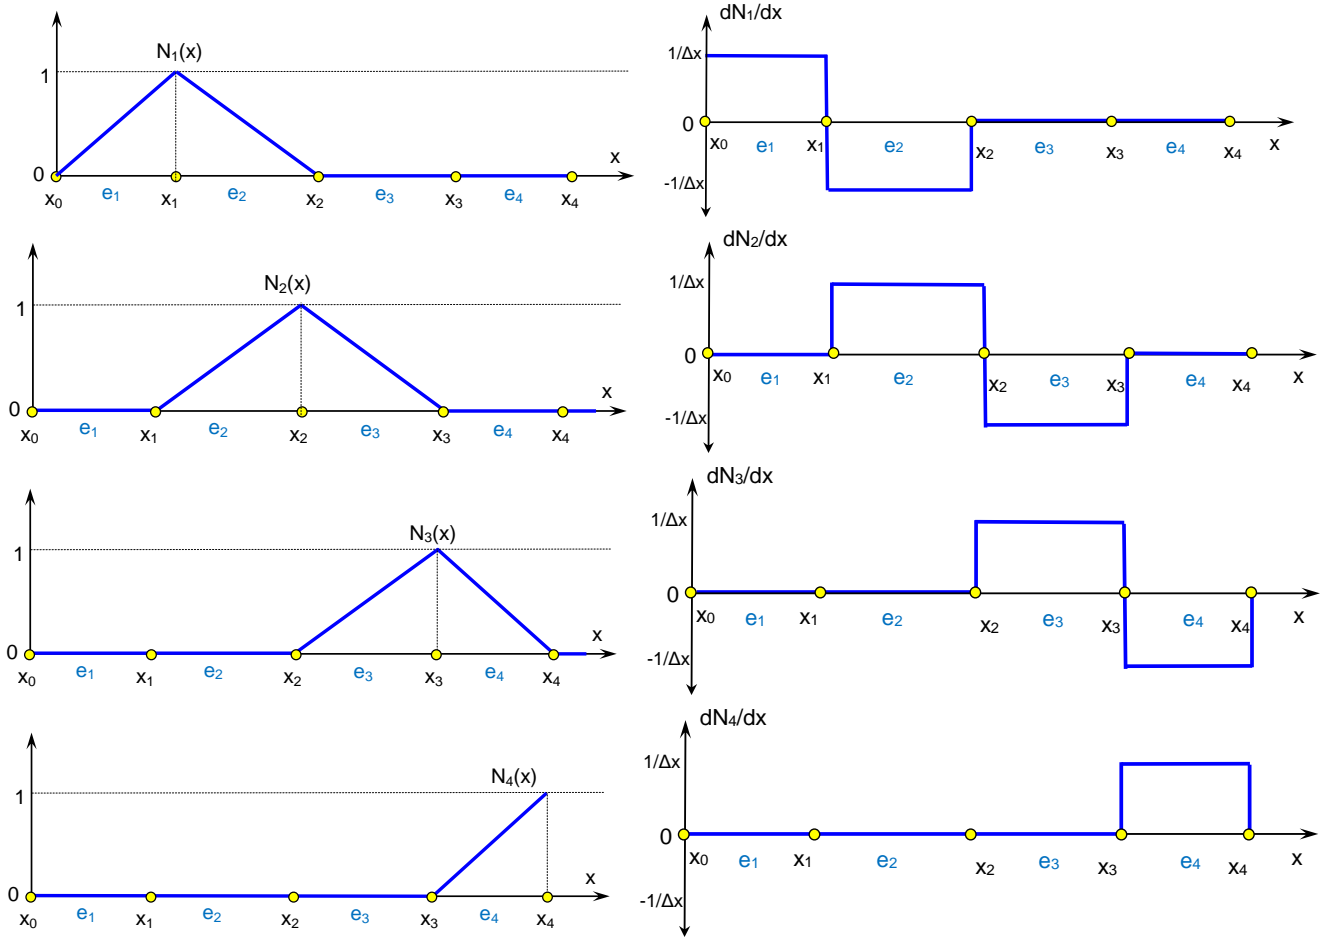 N1(x)
1
0
x
x0 e1 x1 e2 x2 e3 x3 e4 x4
dN1/dx
1/Δx
0
-1/Δx
x0 e1 x1 e2 x2 e3 x3 e4 x4 x
N2(x)
1
0
x
x0 e1 x1 e2 x2 e3 x3 e4 x4
dN2/dx
1/Δx
0
-1/Δx
x0 e1 x1 e2 x2 e3 x3 e4 x4 x
N3(x)
1
0
x
x0 e1 x1 e2 x2 e3 x3 e4 x4
dN3/dx
1/Δx
0
-1/Δx
x0 e1 x1 e2 x2 e3 x3 e4 x4 x
N4(x)
1
0
x
x0 e1 x1 e2 x2 e3 x3 e4 x4
dN4/dx
1/Δx
0
-1/Δx
x0 e1 x1 e2 x2 e3 x3 e4 x4 x